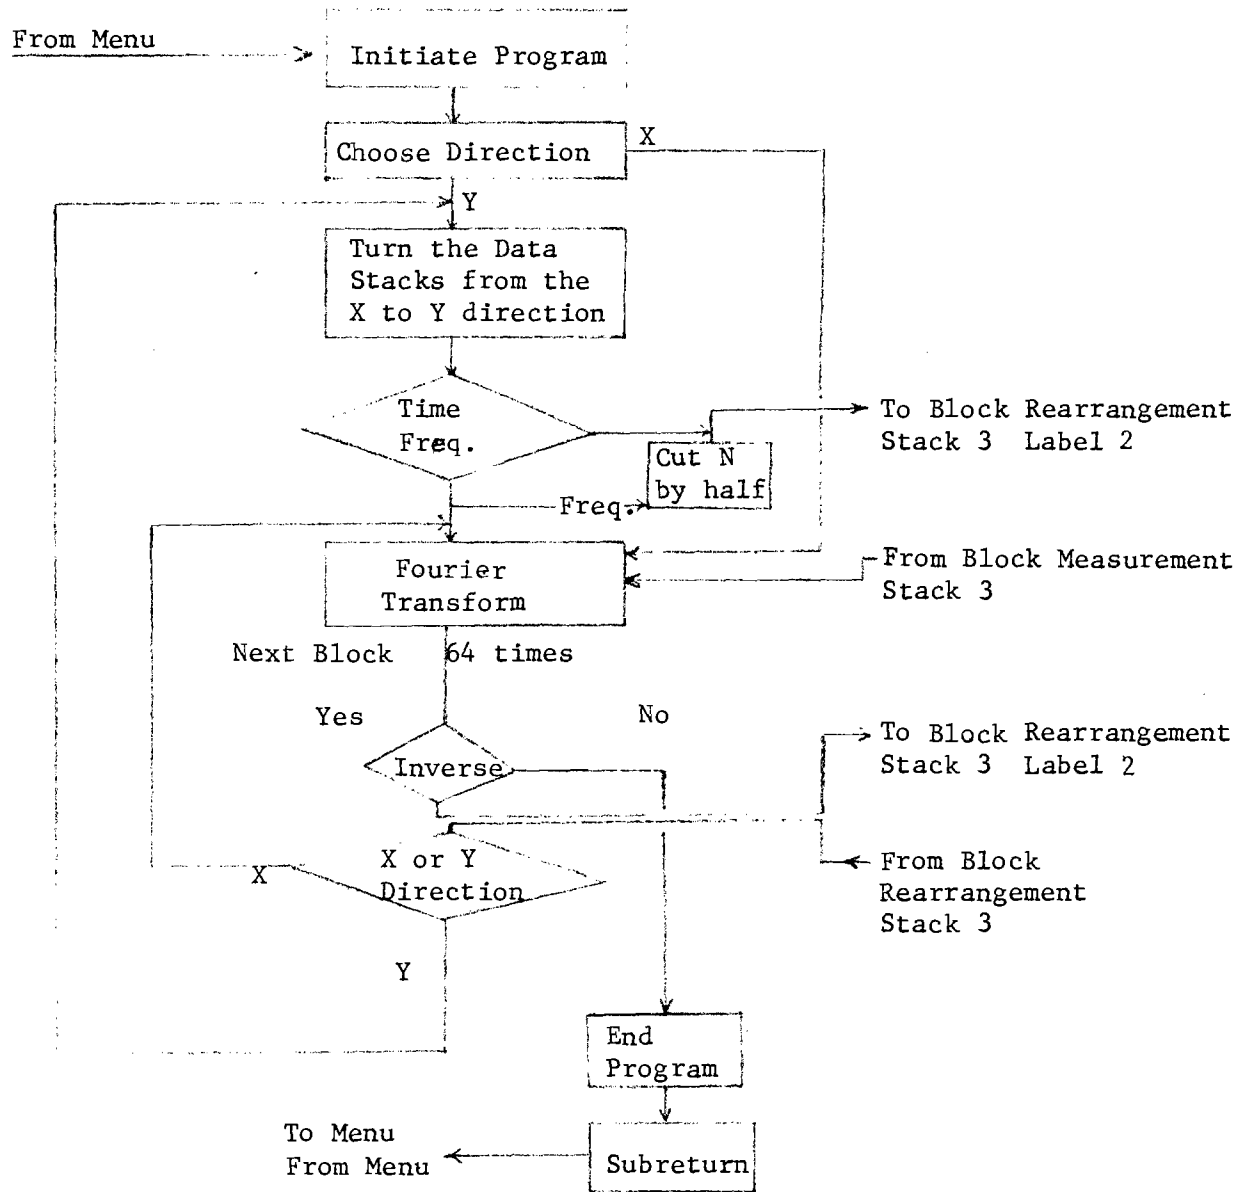 From Menu
Initiate Program
Choose Direction
X
Y
Turn the Data
Stacks from the
X to Y direction
Time
Freq.
To Block Rearrangement
Stack 3 Label 2
Cut N
by half
Freq.
Fourier
Transform
From Block Measurement
Stack 3
Next Block 64 times
Yes
No
Inverse
To Block Rearrangement
Stack 3 Label 2
X or Y
Direction
X
From Block
Rearrangement
Stack 3
Y
End
Program
To Menu
From Menu
Subreturn